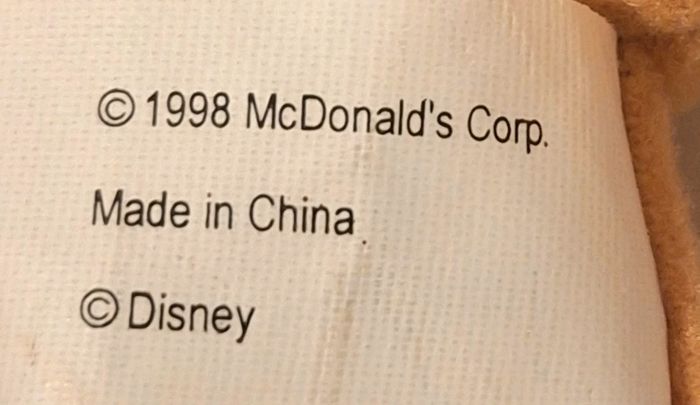 © 1998 McDonald's Corp.
Made in China
© Disney